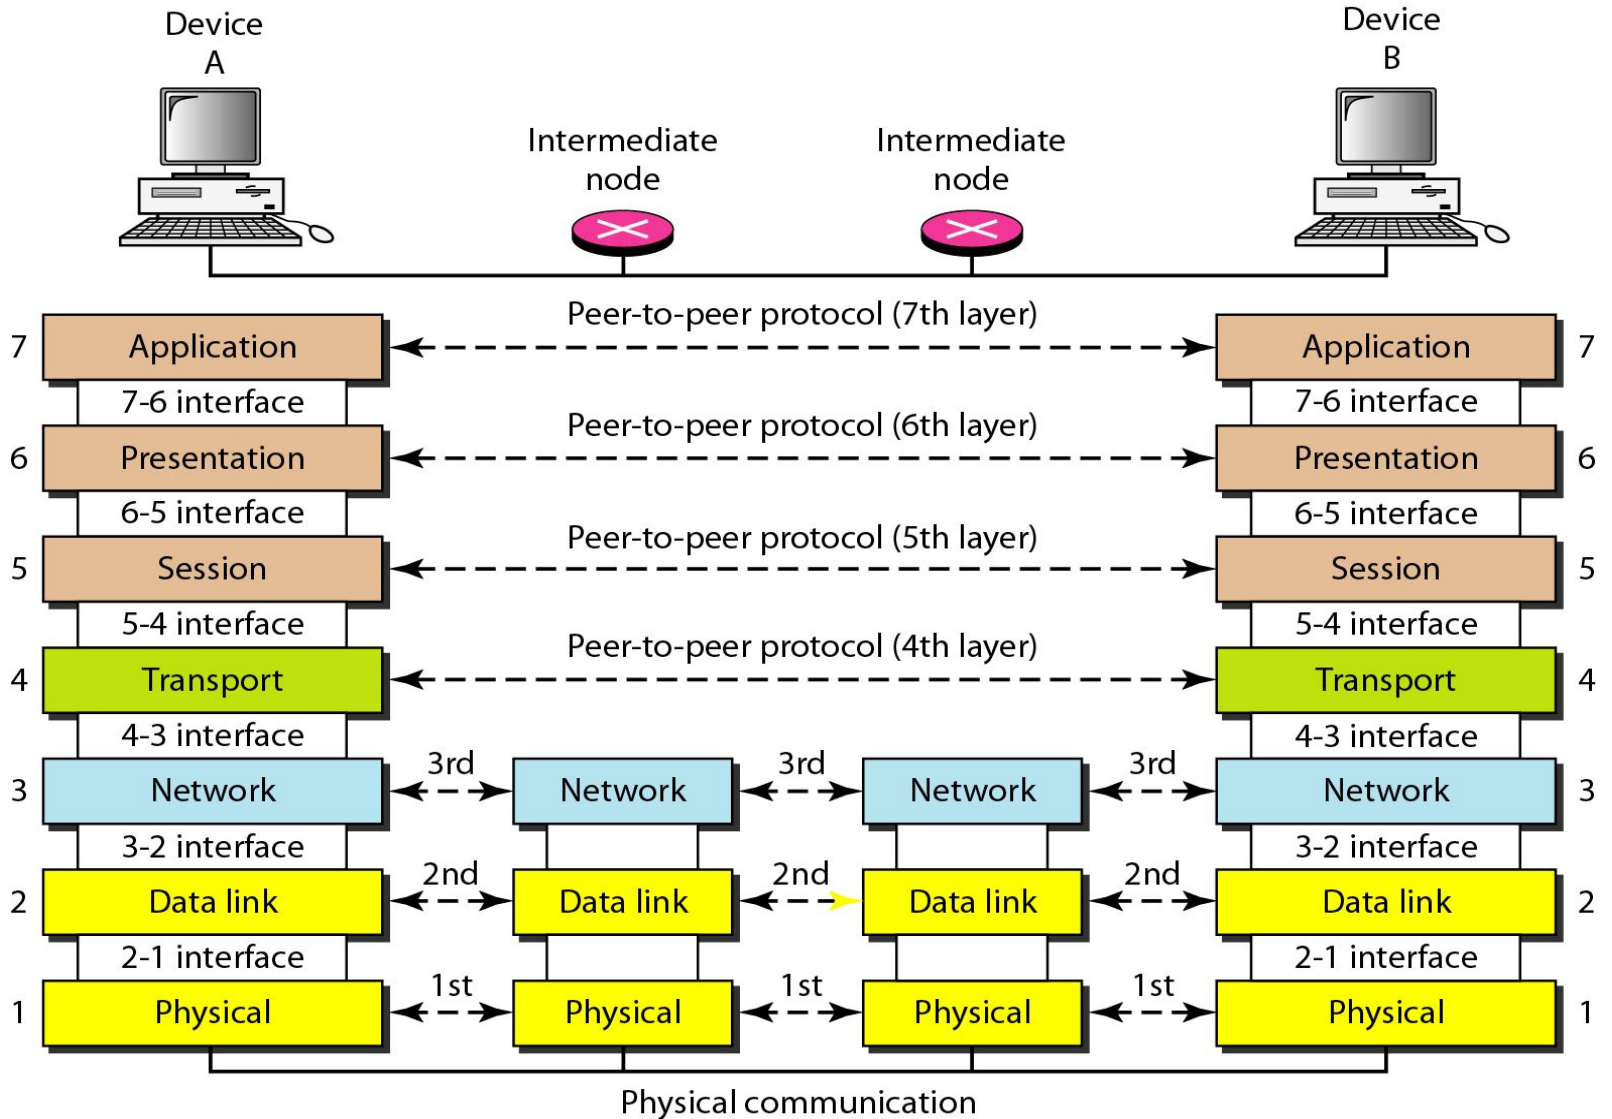 Device
A
Device
B
Intermediate
node
Intermediate
node
Peer-to-peer protocol (7th layer)
7 Application Application 7
7-6 interface 7-6 interface
Peer-to-peer protocol (6th layer)
6 Presentation Presentation 6
6-5 interface 6-5 interface
Peer-to-peer protocol (5th layer)
5 Session Session 5
5-4 interface 5-4 interface
Peer-to-peer protocol (4th layer)
4 Transport Transport 4
4-3 interface 4-3 interface
3rd 3rd 3rd
3 Network Network Network Network 3
3-2 interface 3-2 interface
2nd 2nd 2nd
2 Data link Data link Data link Data link 2
2-1 interface 2-1 interface
1st 1st 1st
1 Physical Physical Physical Physical 1
Physical communication